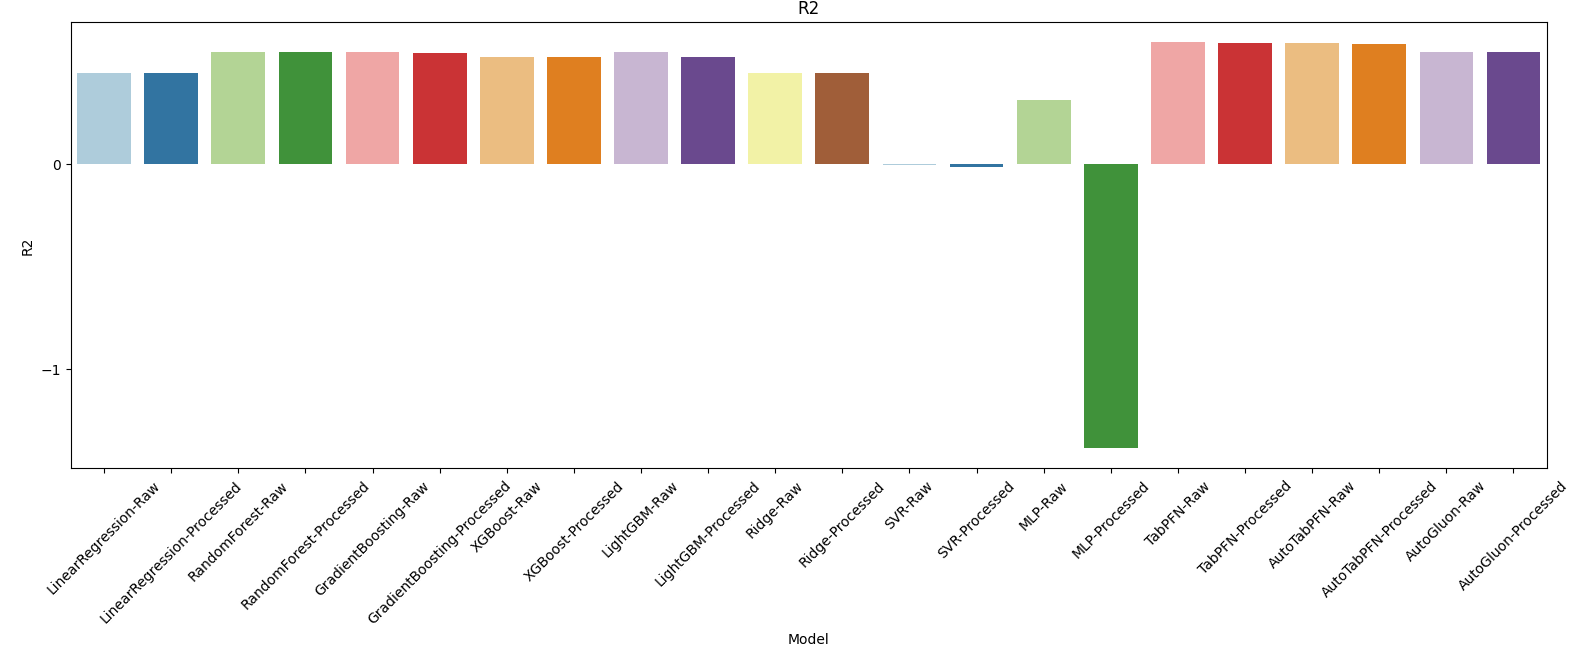 R2
0
−1
R2
LinearRegression-Raw
LinearRegression-Processed
RandomForest-Raw
RandomForest-Processed
GradientBoosting-Raw
GradientBoosting-Processed
XGBoost-Raw
XGBoost-Processed
LightGBM-Raw
LightGBM-Processed
Ridge-Raw
Ridge-Processed
SVR-Raw
SVR-Processed
MLP-Raw
MLP-Processed
TabPFN-Raw
TabPFN-Processed
AutoTabPFN-Raw
AutoTabPFN-Processed
AutoGluon-Raw
AutoGluon-Processed
Model